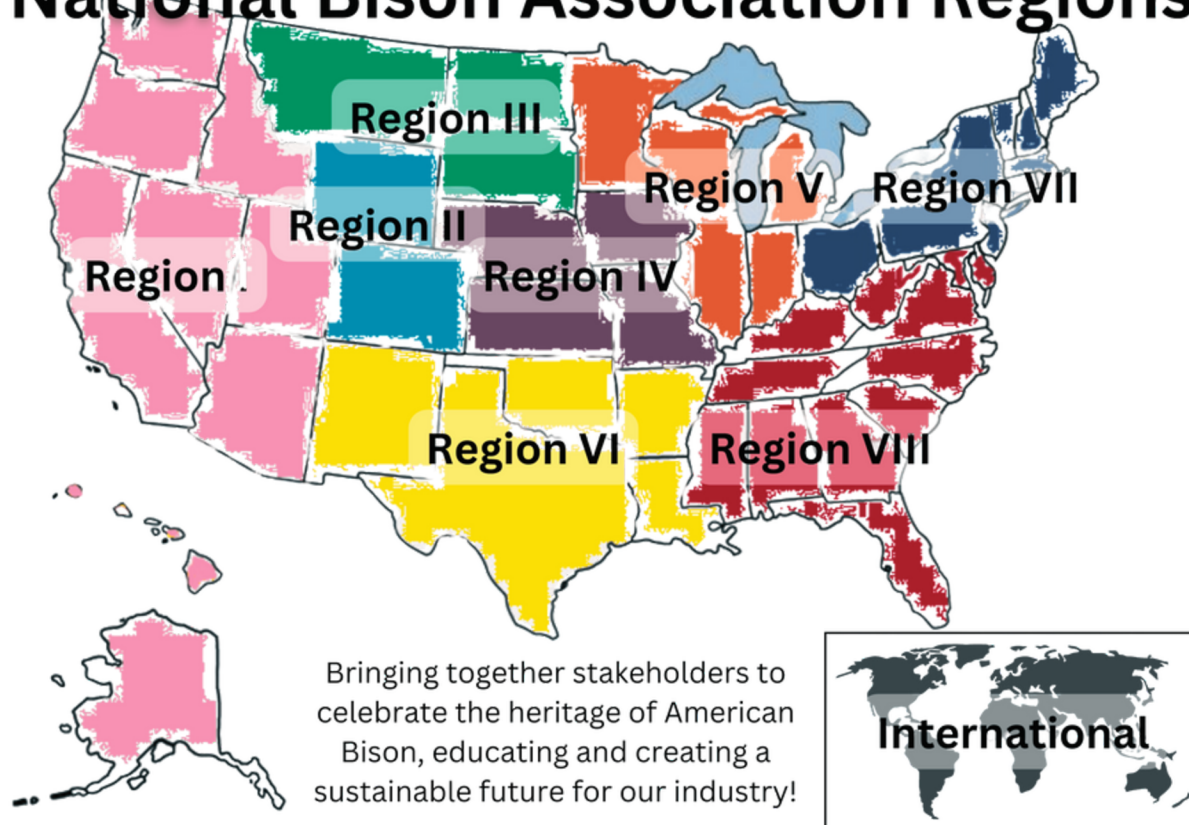 National Bison Association Regions
Region III
Region V
Region VII
Region II
Region IV
Region .
Region VI
Region VIII
Bringing together stakeholders to
celebrate the heritage of American
Bison, educating and creating a
sustainable future for our industry!
International